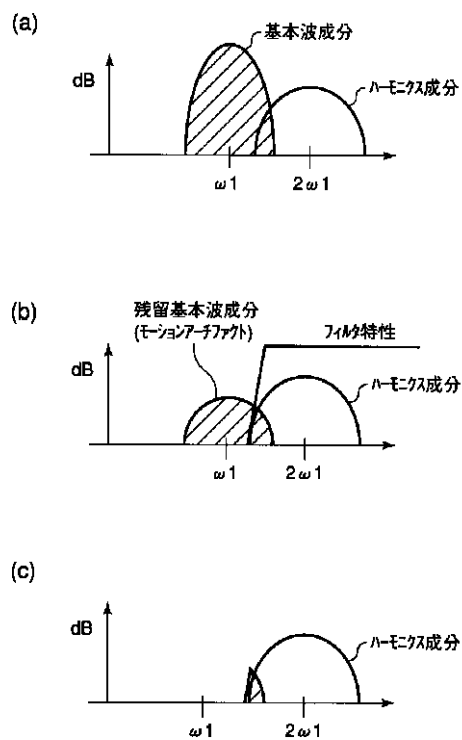 (a)
基本波成分
dB
ハーモニクス成分
ω1
2ω1
(b)
残留基本波成分
(モーションアーチファクト)
フィルタ特性
dB
ハーモニクス成分
ω1
2ω1
(c)
dB
ハーモニクス成分
ω1
2ω1